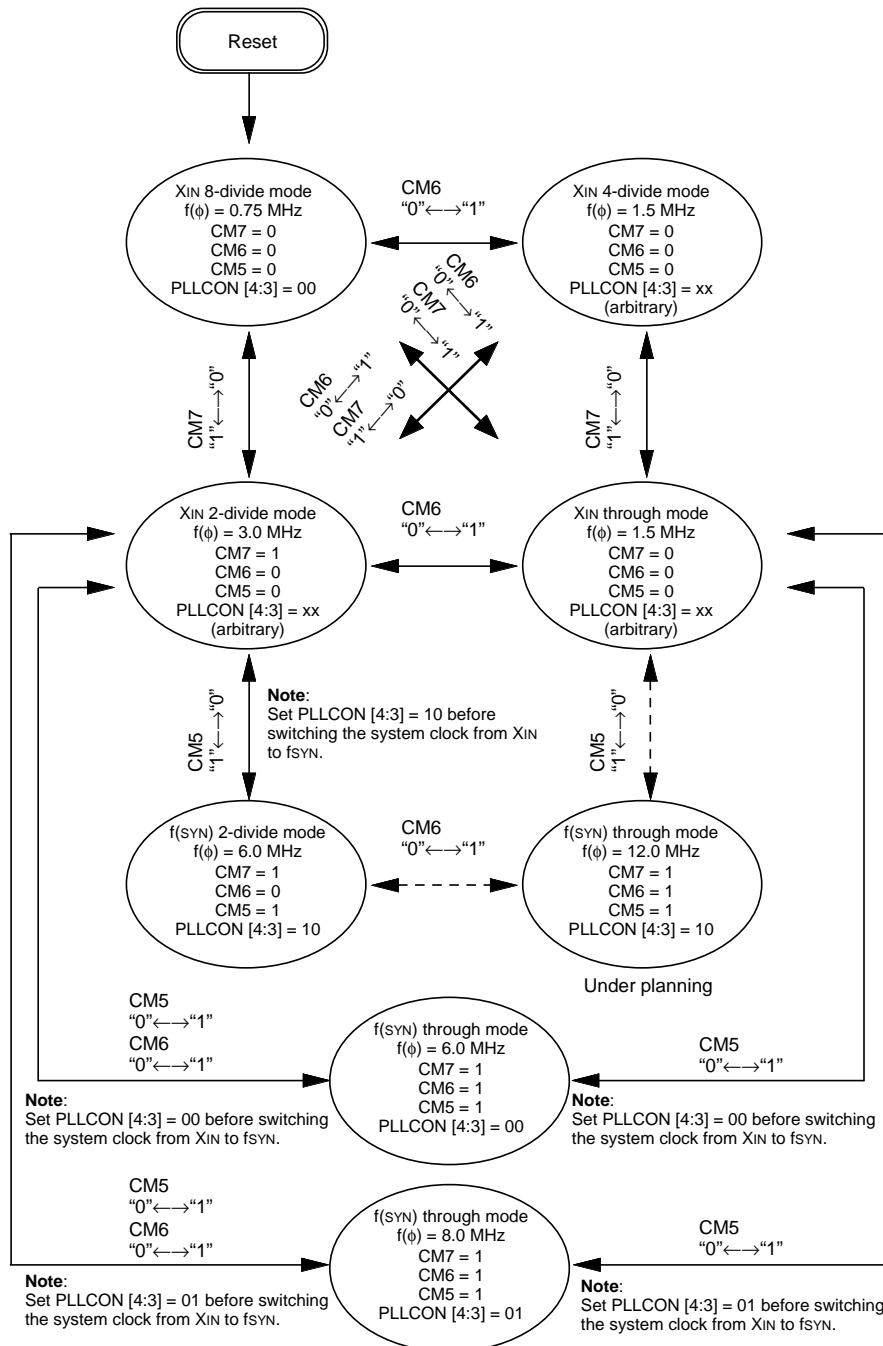 Reset
XIN 8-divide mode
f(ϕ) = 0.75 MHz
CM7 = 0
CM6 = 0
CM5 = 0
PLLCON [4:3] = 00
CM6
“0”←→“1”
XIN 4-divide mode
f(ϕ) = 1.5 MHz
CM7 = 0
CM6 = 0
CM5 = 0
PLLCON [4:3] = xx
(arbitrary)
CM7
“1”←→“0”
CM6
“0”←→“1”
CM7
“0”←→“1”
CM6
“0”←→“1”
CM7
“1”←→“0”
CM7
“1”←→“0”
XIN 2-divide mode
f(ϕ) = 3.0 MHz
CM7 = 1
CM6 = 0
CM5 = 0
PLLCON [4:3] = xx
(arbitrary)
CM6
“0”←→“1”
XIN through mode
f(ϕ) = 1.5 MHz
CM7 = 0
CM6 = 0
CM5 = 0
PLLCON [4:3] = xx
(arbitrary)
CM5
“1”←→“0”
Note:
Set PLLCON [4:3] = 10 before
switching the system clock from XIN
to fSYN.
CM5
“1”←→“0”
f(SYN) 2-divide mode
f(ϕ) = 6.0 MHz
CM7 = 1
CM6 = 0
CM5 = 1
PLLCON [4:3] = 10
CM6
“0”←→“1”
f(SYN) through mode
f(ϕ) = 12.0 MHz
CM7 = 1
CM6 = 1
CM5 = 1
PLLCON [4:3] = 10
Under planning
CM5
“0”←→“1”
CM6
“0”←→“1”
Note:
Set PLLCON [4:3] = 00 before switching
the system clock from XIN to fSYN.
f(SYN) through mode
f(ϕ) = 6.0 MHz
CM7 = 1
CM6 = 1
CM5 = 1
PLLCON [4:3] = 00
CM5
“0”←→“1”
Note:
Set PLLCON [4:3] = 00 before switching
the system clock from XIN to fSYN.
CM5
“0”←→“1”
CM6
“0”←→“1”
Note:
Set PLLCON [4:3] = 01 before switching
the system clock from XIN to fSYN.
f(SYN) through mode
f(ϕ) = 8.0 MHz
CM7 = 1
CM6 = 1
CM5 = 1
PLLCON [4:3] = 01
CM5
“0”←→“1”
Note:
Set PLLCON [4:3] = 01 before switching
the system clock from XIN to fSYN.